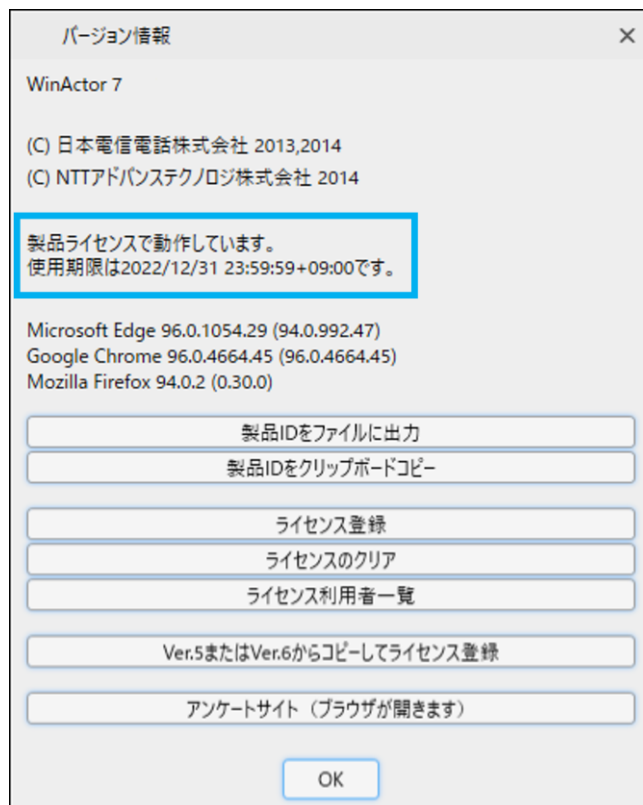 バージョン情報
WinActor 7
(C) 日本電信電話株式会社 2013,2014
(C) NTTアドバンステクノロジ株式会社 2014
製品ライセンスで動作しています。
使用期限は2022/12/31 23:59:59+09:00です。
Microsoft Edge 96.0.1054.29 (94.0.992.47)
Google Chrome 96.0.4664.45 (96.0.4664.45)
Mozilla Firefox 94.0.2 (0.30.0)
製品IDをファイルに出力
製品IDをクリップボードコピー
ライセンス登録
ライセンスのクリア
ライセンス利用者一覧
Ver.5またはVer.6からコピーしてライセンス登録
アンケートサイト（ブラウザが開きます）
OK